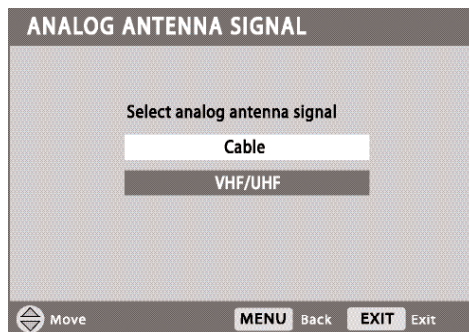 ANALOG ANTENNA SIGNAL
Select analog antenna signal
Cable
VHF/UHF
Move MENU Back EXIT Exit